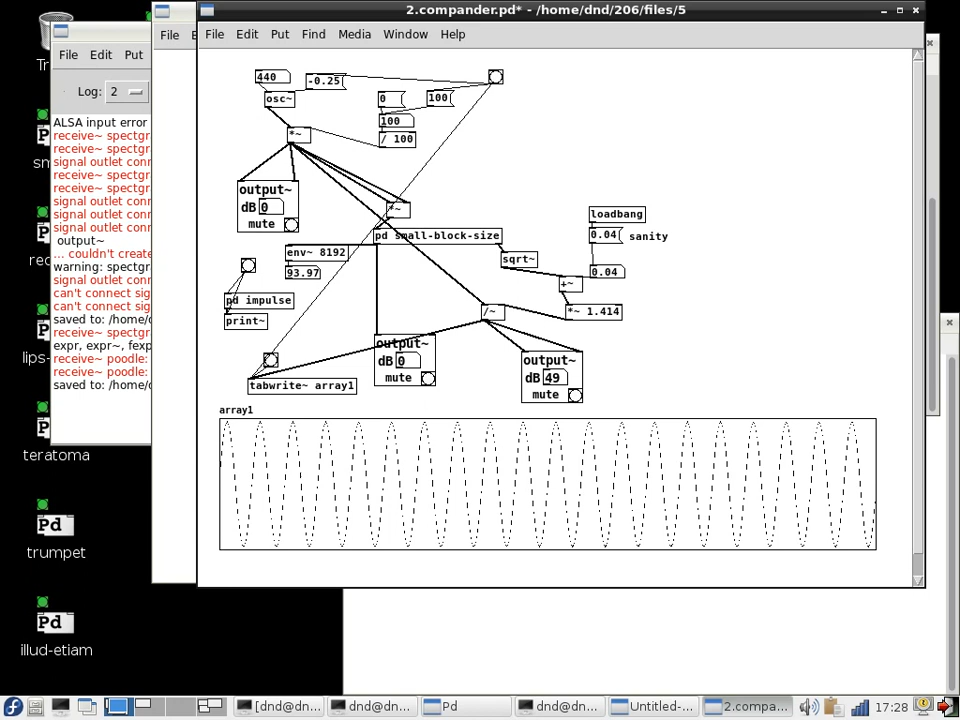 2.compander.pd* - /home/dnd/206/files/5
File Edit Put Find Media Window Help
File
File Edit Put
Log: 2
ALSA input error
receive~ spectgr
receive~ spectgr
signal outlet conn
receive~ spectgr
receive~ spectgr
signal outlet conn
signal outlet conn
signal outlet conn
output~
... couldn't create
warning: spectgr
signal outlet conn
can't connect sig
can't connect sig
saved to: /home/d
receive~ spectgr
expr, expr~, fexp
receive~ poodle:
receive~ poodle:
saved to: /home/d
440
-0.25
osc~
0
100
100
/ 100
*~
output~
dB 0
mute
*~
pd small-block-size
env~ 8192
93.97
sqrt~
loadbang
0.04 sanity
0.04
+~
*~ 1.414
/~
pd impulse
print~
output~
dB 0
mute
output~
dB 49
mute
tabwrite~ array1
array1
teratoma
Pd
trumpet
Pd
illud-etiam
[dnd@dn...
dnd@dn...
Pd
dnd@dn...
Untitled-...
2.compa...
17:28